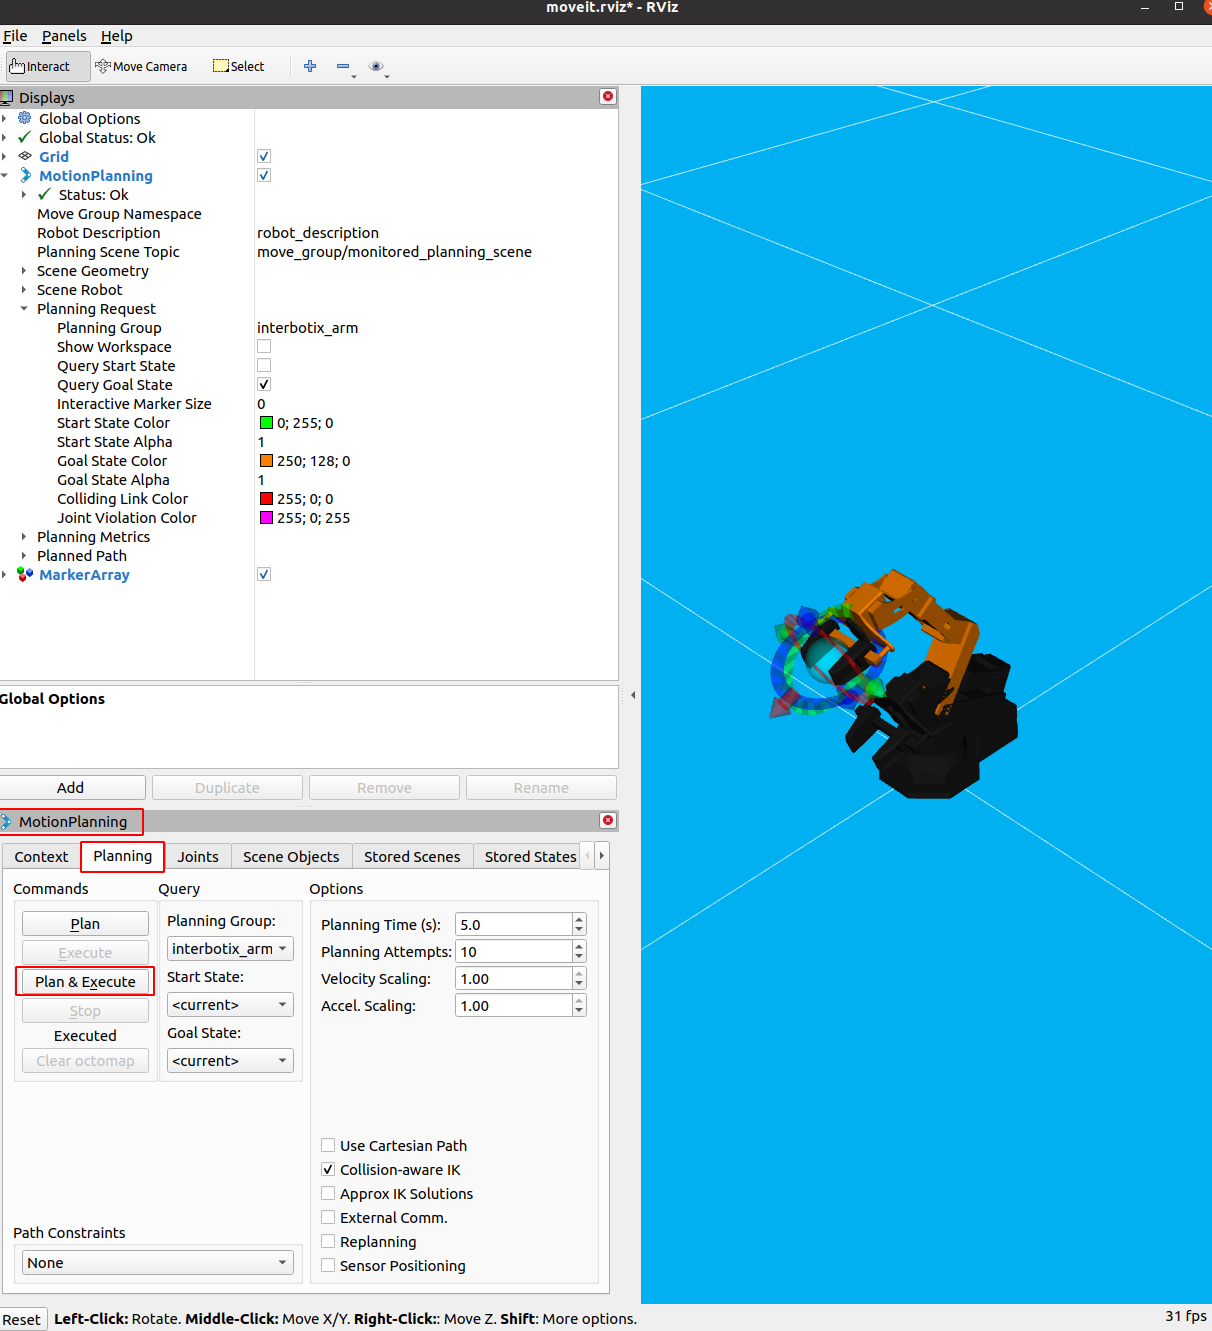 moveit.rviz* - RViz
File Panels Help
Interact Move Camera Select
Displays
Global Options
Global Status: Ok
Grid
MotionPlanning
Status: Ok
Move Group Namespace
Robot Description robot_description
Planning Scene Topic move_group/monitored_planning_scene
Scene Geometry
Scene Robot
Planning Request
Planning Group interbotix_arm
Show Workspace
Query Start State
Query Goal State
Interactive Marker Size 0
Start State Color 0; 255; 0
Start State Alpha 1
Goal State Color 250; 128; 0
Goal State Alpha 1
Colliding Link Color 255; 0; 0
Joint Violation Color 255; 0; 255
Planning Metrics
Planned Path
MarkerArray
Global Options
Add Duplicate Remove Rename
MotionPlanning
Context Planning Joints Scene Objects Stored Scenes Stored States
Commands Query Options
Plan Planning Group: Planning Time (s): 5.0
Execute interbotix_arm Planning Attempts: 10
Plan & Execute Start State: Velocity Scaling: 1.00
Stop <current> Accel. Scaling: 1.00
Executed Goal State:
Clear octomap <current>
Use Cartesian Path
Collision-aware IK
Approx IK Solutions
External Comm.
Path Constraints Replanning
None Sensor Positioning
Reset Left-Click: Rotate. Middle-Click: Move X/Y. Right-Click:: Move Z. Shift: More options. 31 fps